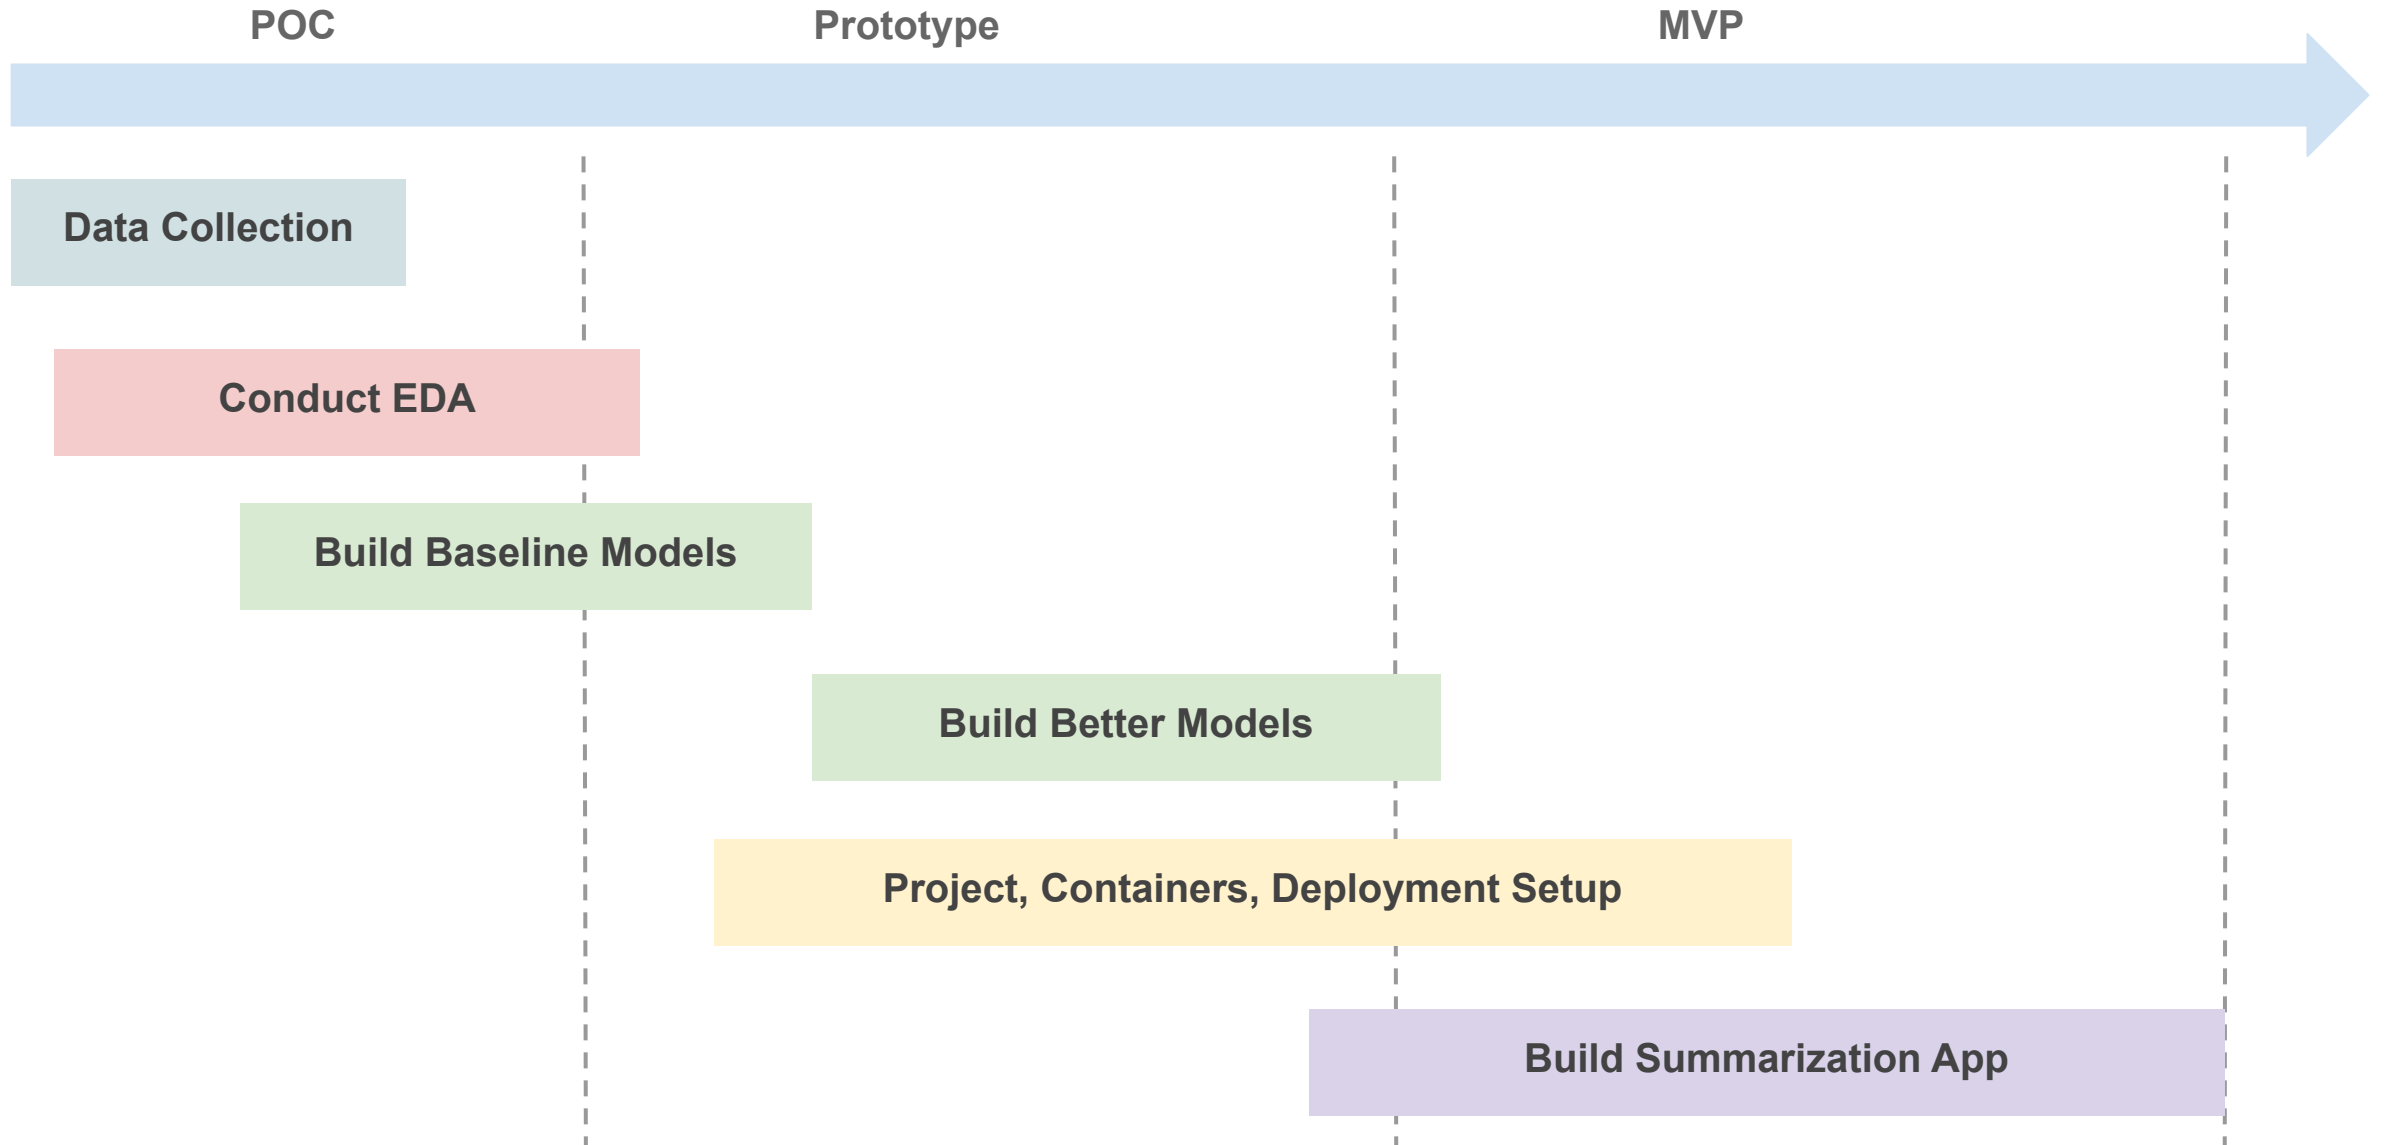 POC
Prototype
MVP
Data Collection
Conduct EDA
Build Baseline Models
Build Better Models
Project, Containers, Deployment Setup
Build Summarization App